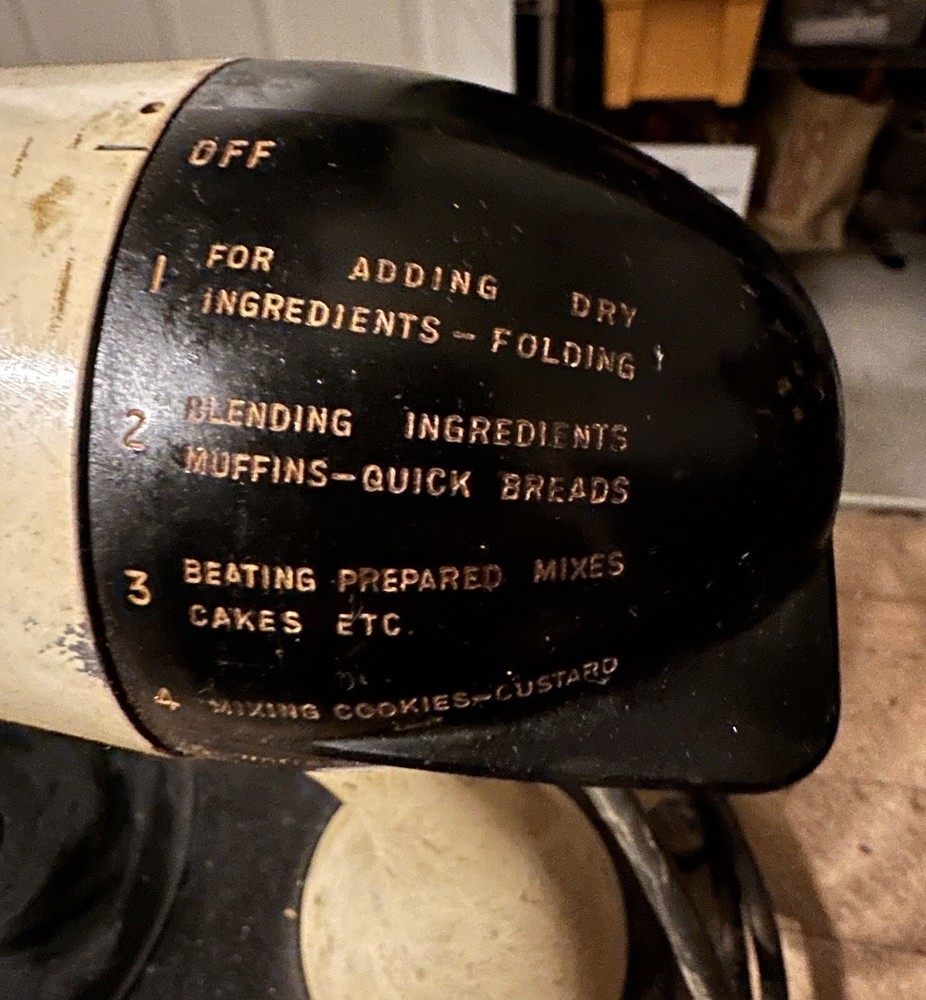 OFF
1 FOR ADDING DRY
INGREDIENTS - FOLDING
2 BLENDING INGREDIENTS
MUFFINS-QUICK BREADS
3 BEATING PREPARED MIXES
CAKES ETC.
4 MIXING COOKIES-CUSTARD